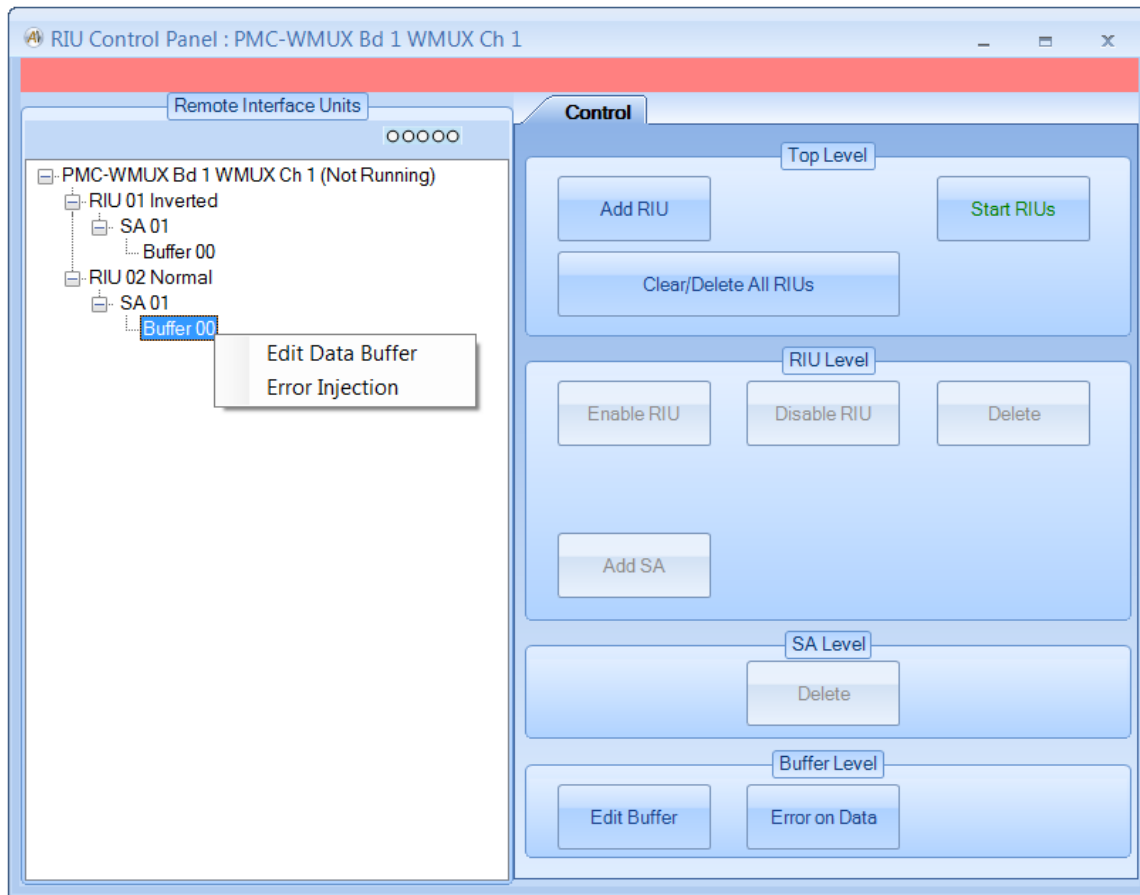 RIU Control Panel : PMC-WMUX Bd 1 WMUX Ch 1
Remote Interface Units
PMC-WMUX Bd 1 WMUX Ch 1 (Not Running)
RIU 01 Inverted
SA 01
Buffer 00
RIU 02 Normal
SA 01
Buffer 00
Edit Data Buffer
Error Injection
Control
Top Level
Add RIU
Start RIUs
Clear/Delete All RIUs
RIU Level
Enable RIU
Disable RIU
Delete
Add SA
SA Level
Delete
Buffer Level
Edit Buffer
Error on Data